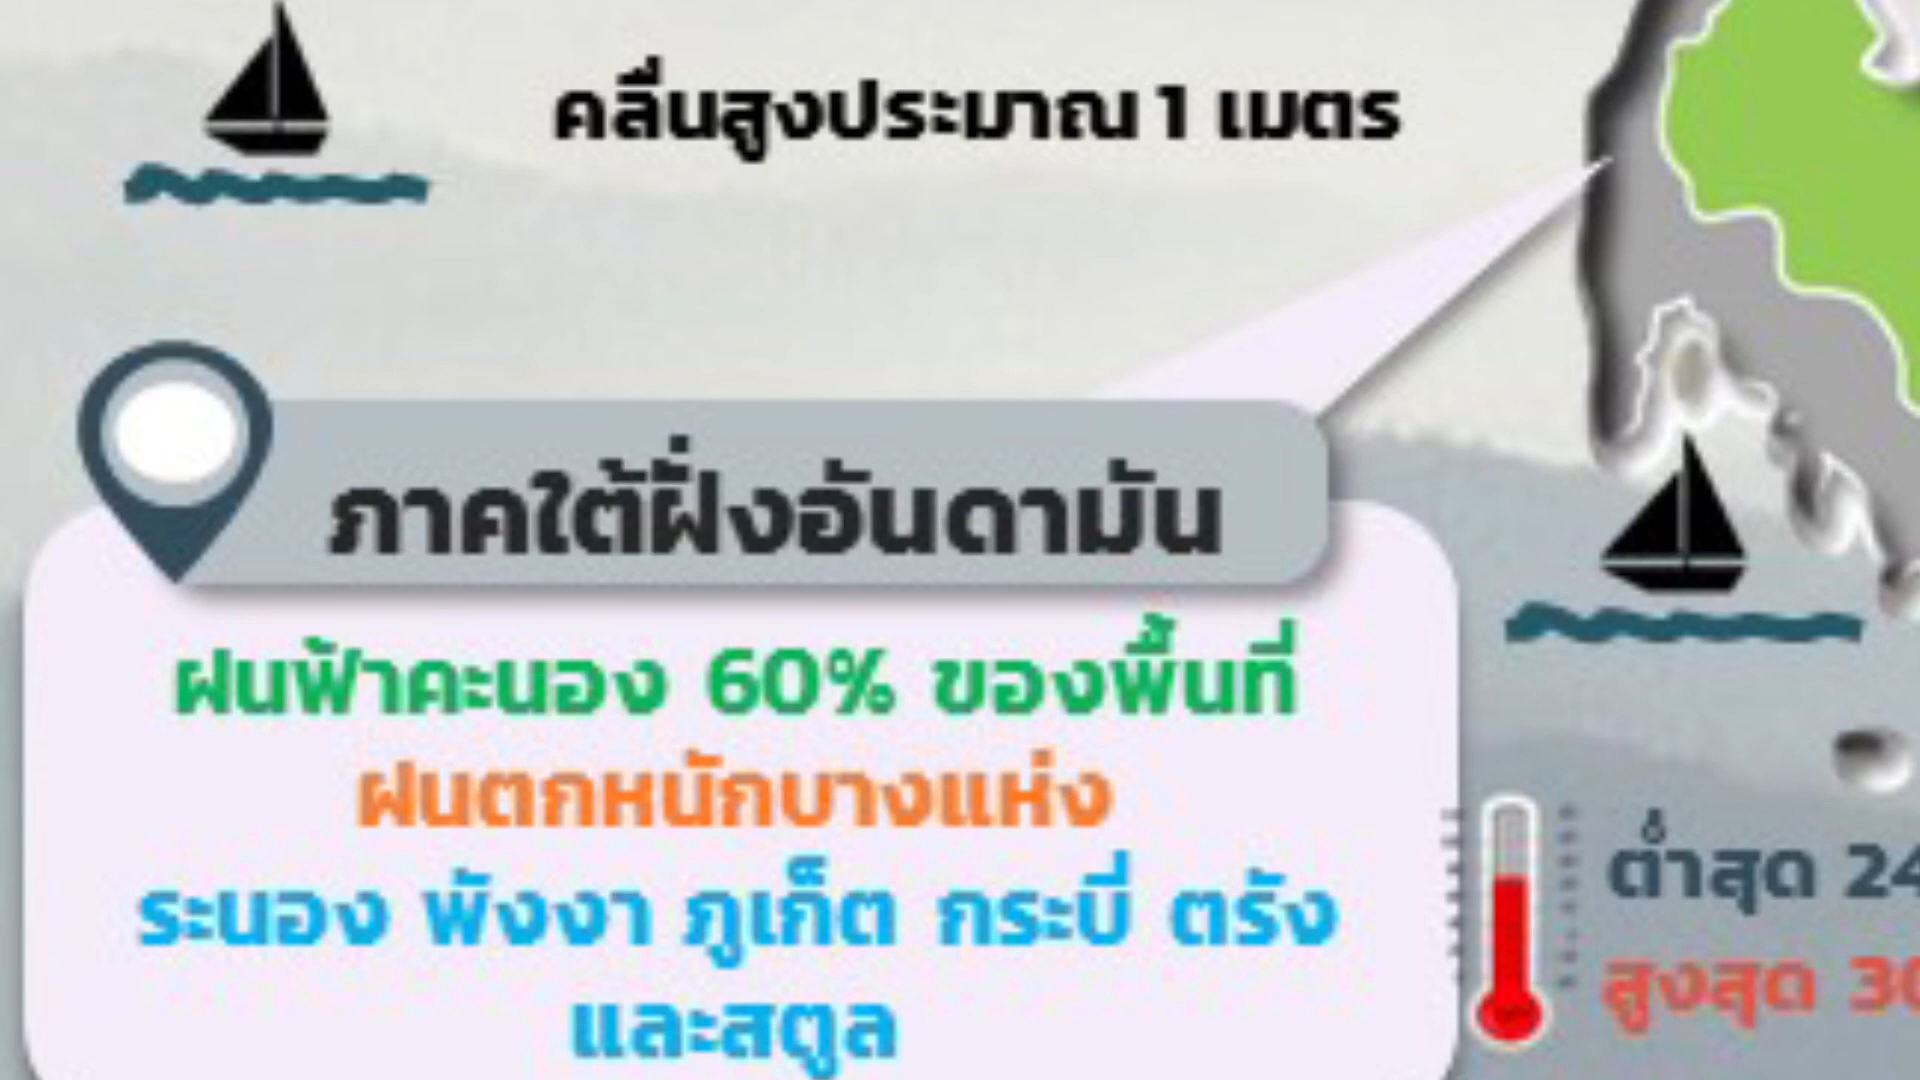 คลื่นสูงประมาณ 1 เมตร
ภาคใต้ฝั่งอันดามัน
ฝนฟ้าคะนอง 60% ของพื้นที่
ฝนตกหนักบางแห่ง
ระนอง พังงา ภูเก็ต กระบี่ ตรัง
และสตูล
ต่ำสุด 24
สูงสุด 30